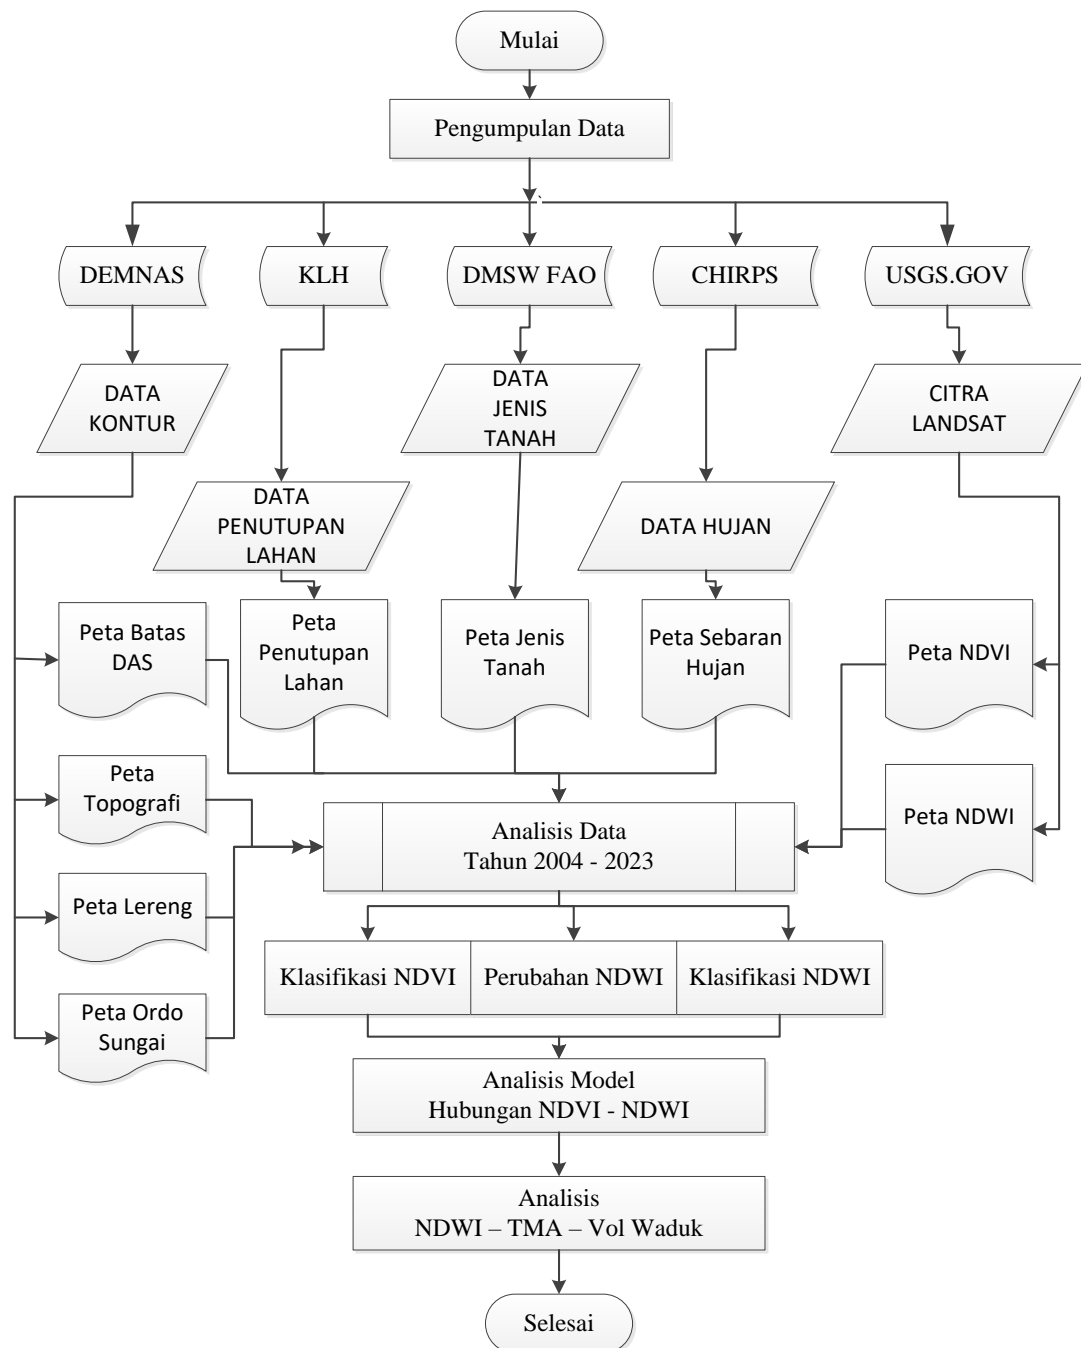 Mulai
Pengumpulan Data
DEMNAS
KLH
DMSW FAO
CHIRPS
USGS.GOV
DATA
KONTUR
DATA
JENIS
TANAH
CITRA
LANDSAT
DATA
PENUTUPAN
LAHAN
DATA HUJAN
Peta Batas
DAS
Peta
Penutupan
Lahan
Peta Jenis
Tanah
Peta Sebaran
Hujan
Peta NDVI
Peta
Topografi
Peta NDWI
Analisis Data
Tahun 2004 - 2023
Peta Lereng
Klasifikasi NDVI
Perubahan NDWI
Klasifikasi NDWI
Peta Ordo
Sungai
Analisis Model
Hubungan NDVI - NDWI
Analisis
NDWI – TMA – Vol Waduk
Selesai